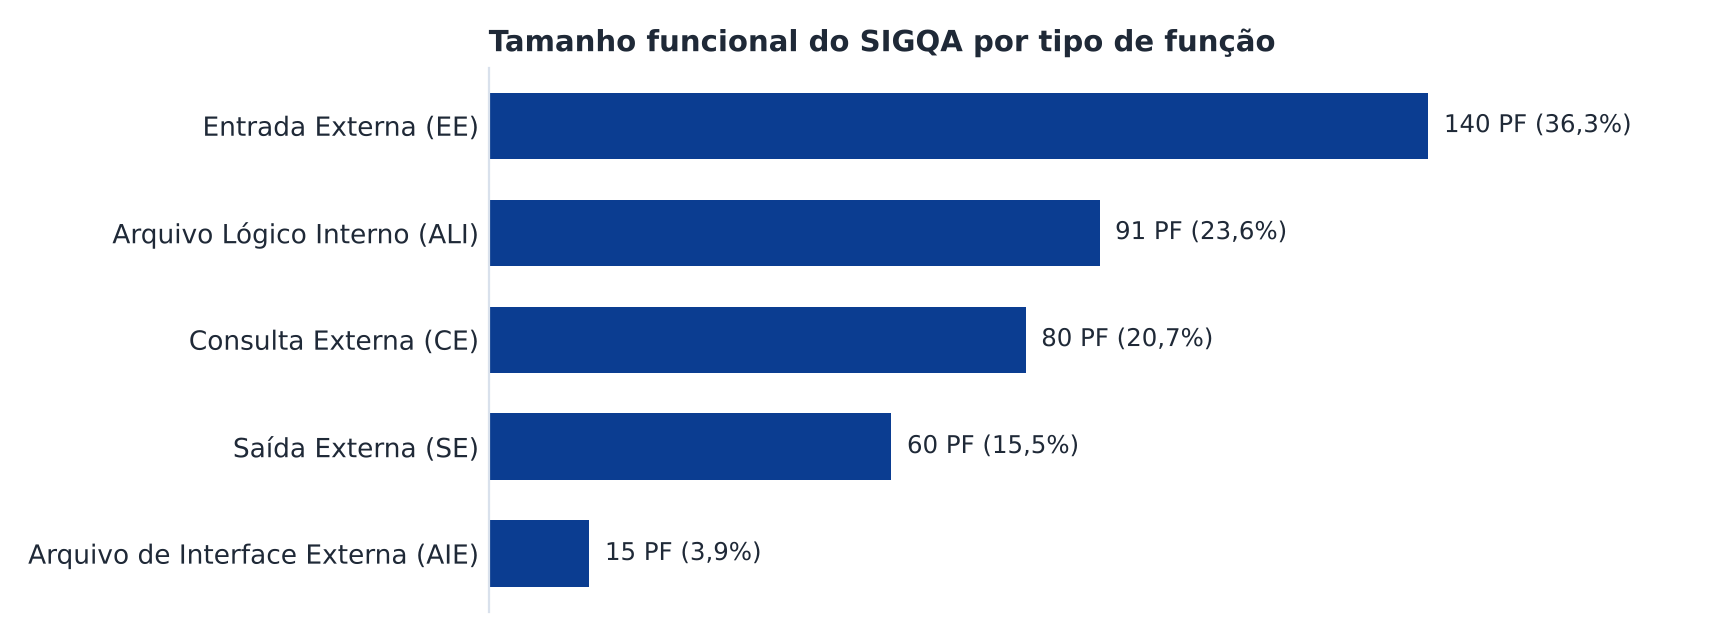 Tamanho funcional do SIGQA por tipo de função
Entrada Externa (EE) 140 PF (36,3%)
Arquivo Lógico Interno (ALI) 91 PF (23,6%)
Consulta Externa (CE) 80 PF (20,7%)
Saída Externa (SE) 60 PF (15,5%)
Arquivo de Interface Externa (AIE) 15 PF (3,9%)